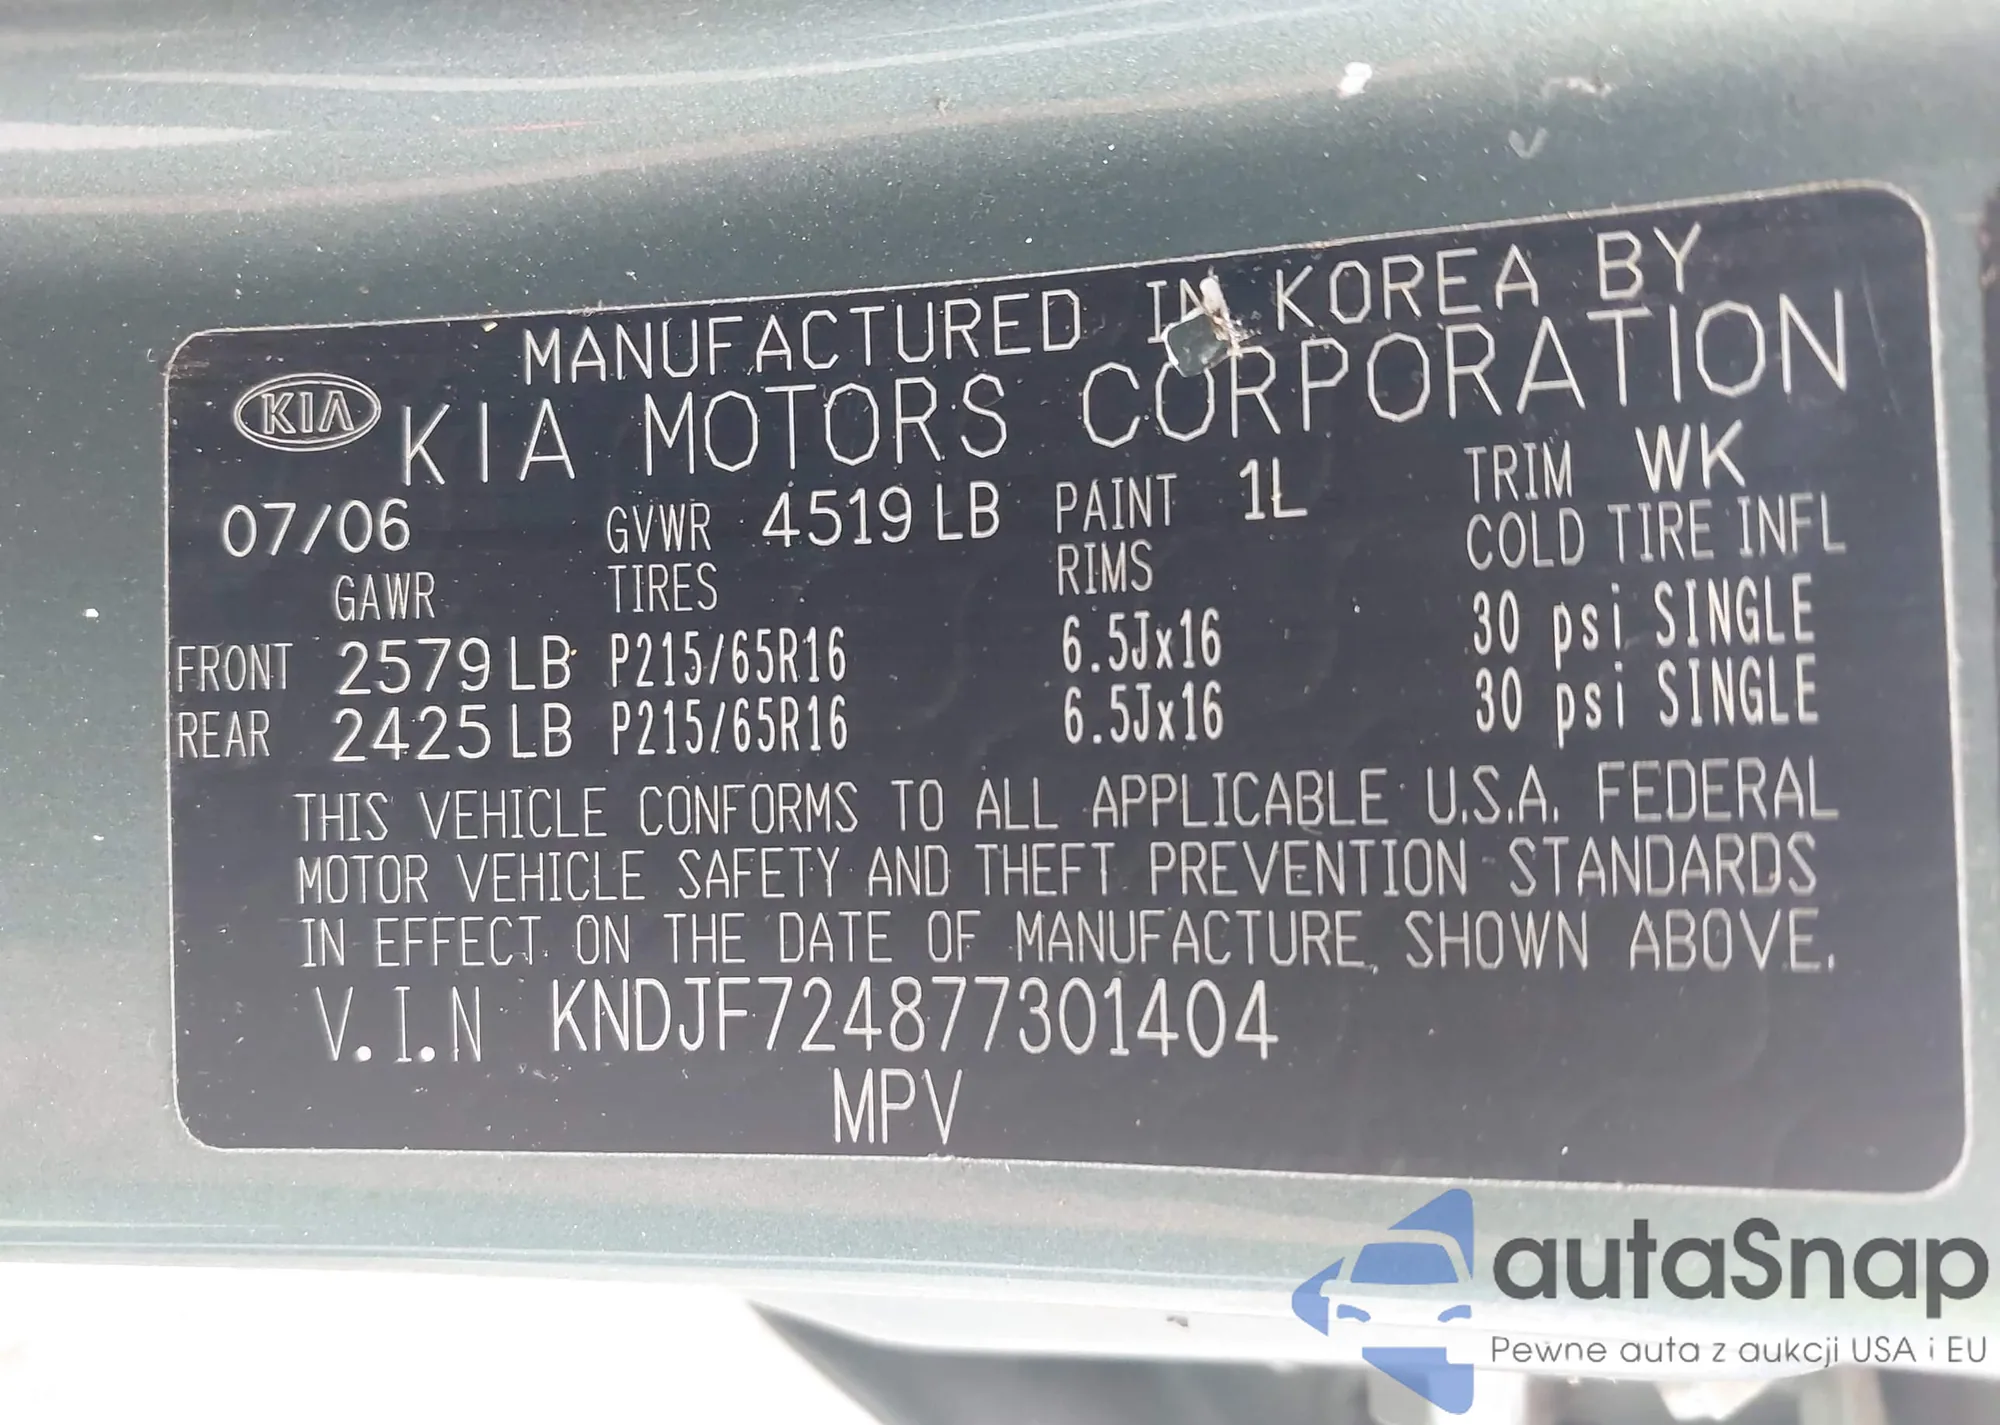 MANUFACTURED IN KOREA BY
KIA KIA MOTORS CORPORATION
07/06 GVWR 4519 LB PAINT 1L TRIM WK
GAWR TIRES RIMS COLD TIRE INFL
FRONT 2579 LB P215/65R16 6.5Jx16 30 psi SINGLE
REAR 2425 LB P215/65R16 6.5Jx16 30 psi SINGLE
THIS VEHICLE CONFORMS TO ALL APPLICABLE U.S.A. FEDERAL
MOTOR VEHICLE SAFETY AND THEFT PREVENTION STANDARDS
IN EFFECT ON THE DATE OF MANUFACTURE SHOWN ABOVE.
V.I.N KNDJF724877301404
MPV
autaSnap
Pewne auta z aukcji USA i EU